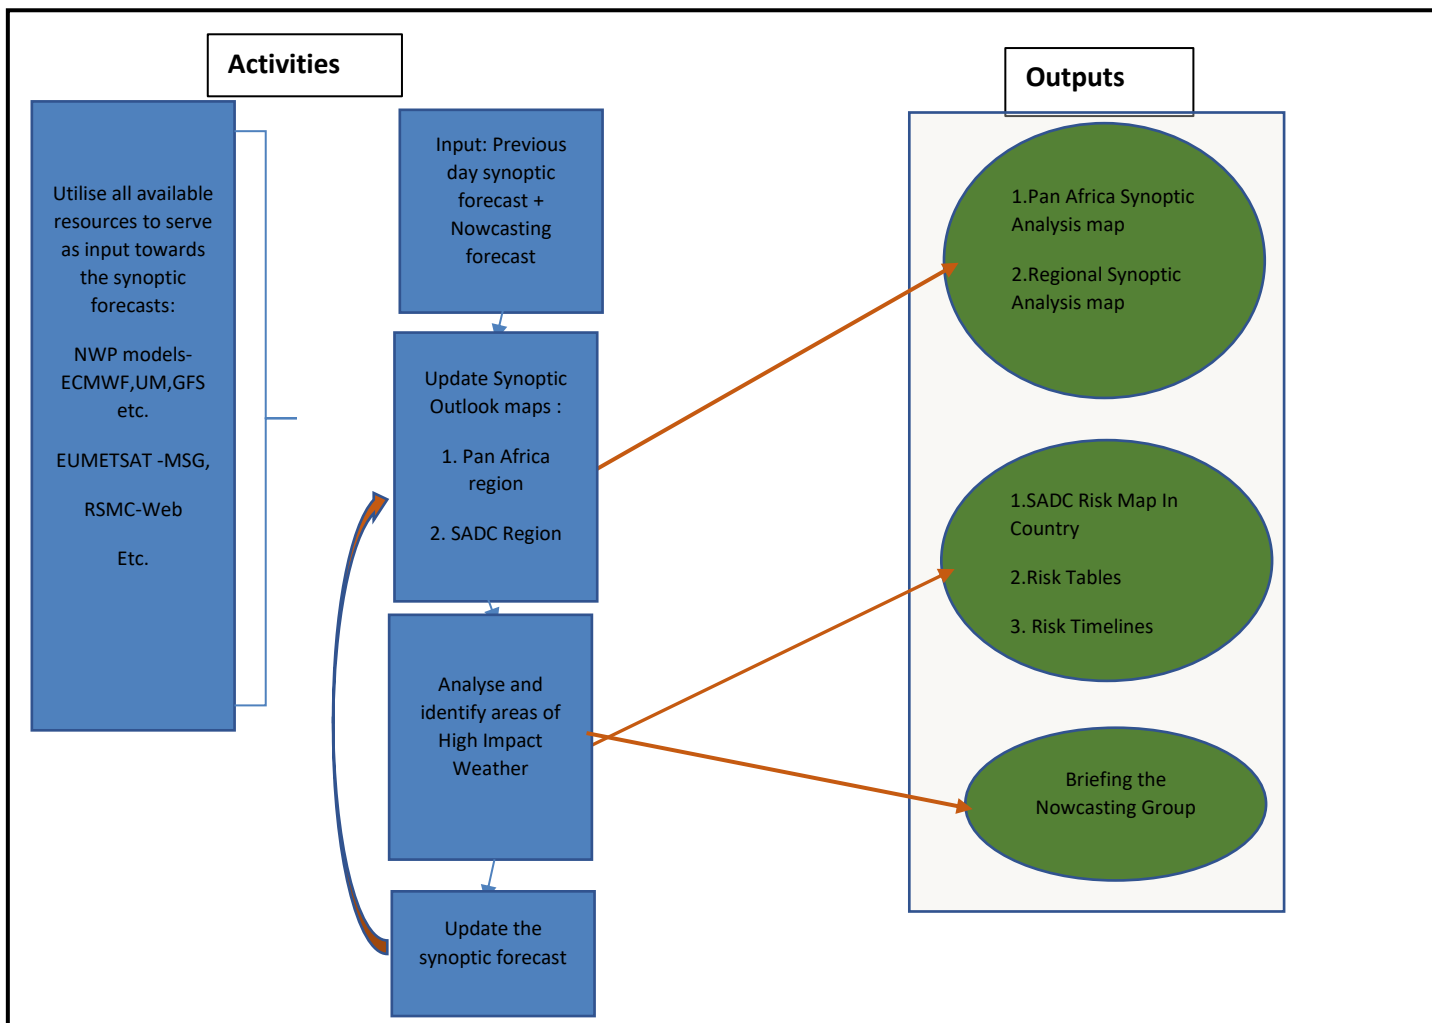 Activities
Outputs
Utilise all available
resources to serve
as input towards
the synoptic
forecasts:
NWP models-
ECMWF,UM,GFS
etc.
EUMETSAT -MSG,
RSMC-Web
Etc.
Input: Previous
day synoptic
forecast +
Nowcasting
forecast
Update Synoptic
Outlook maps :
1. Pan Africa
region
2. SADC Region
Analyse and
identify areas of
High Impact
Weather
Update the
synoptic forecast
1.Pan Africa Synoptic
Analysis map
2.Regional Synoptic
Analysis map
1.SADC Risk Map In
Country
2.Risk Tables
3. Risk Timelines
Briefing the
Nowcasting Group